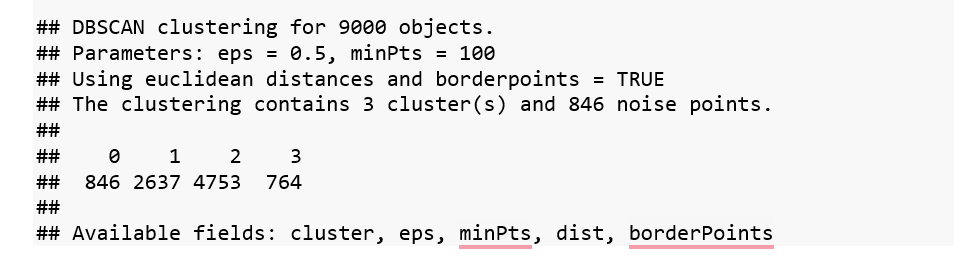 ## DBSCAN clustering for 9000 objects.
## Parameters: eps = 0.5, minPts = 100
## Using euclidean distances and borderpoints = TRUE
## The clustering contains 3 cluster(s) and 846 noise points.
##
##    0    1    2    3
##  846 2637 4753  764
##
## Available fields: cluster, eps, minPts, dist, borderPoints